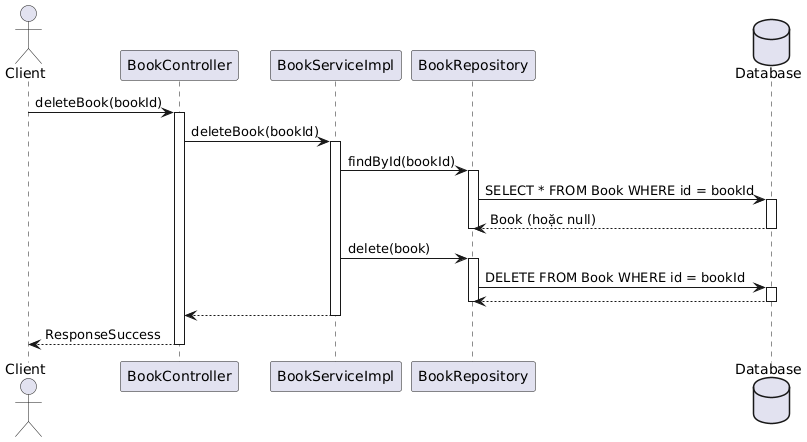 Client
BookController
BookServiceImpl
BookRepository
Database
deleteBook(bookId)
deleteBook(bookId)
findById(bookId)
SELECT * FROM Book WHERE id = bookId
Book (hoặc null)
delete(book)
DELETE FROM Book WHERE id = bookId
ResponseSuccess
Client
BookController
BookServiceImpl
BookRepository
Database